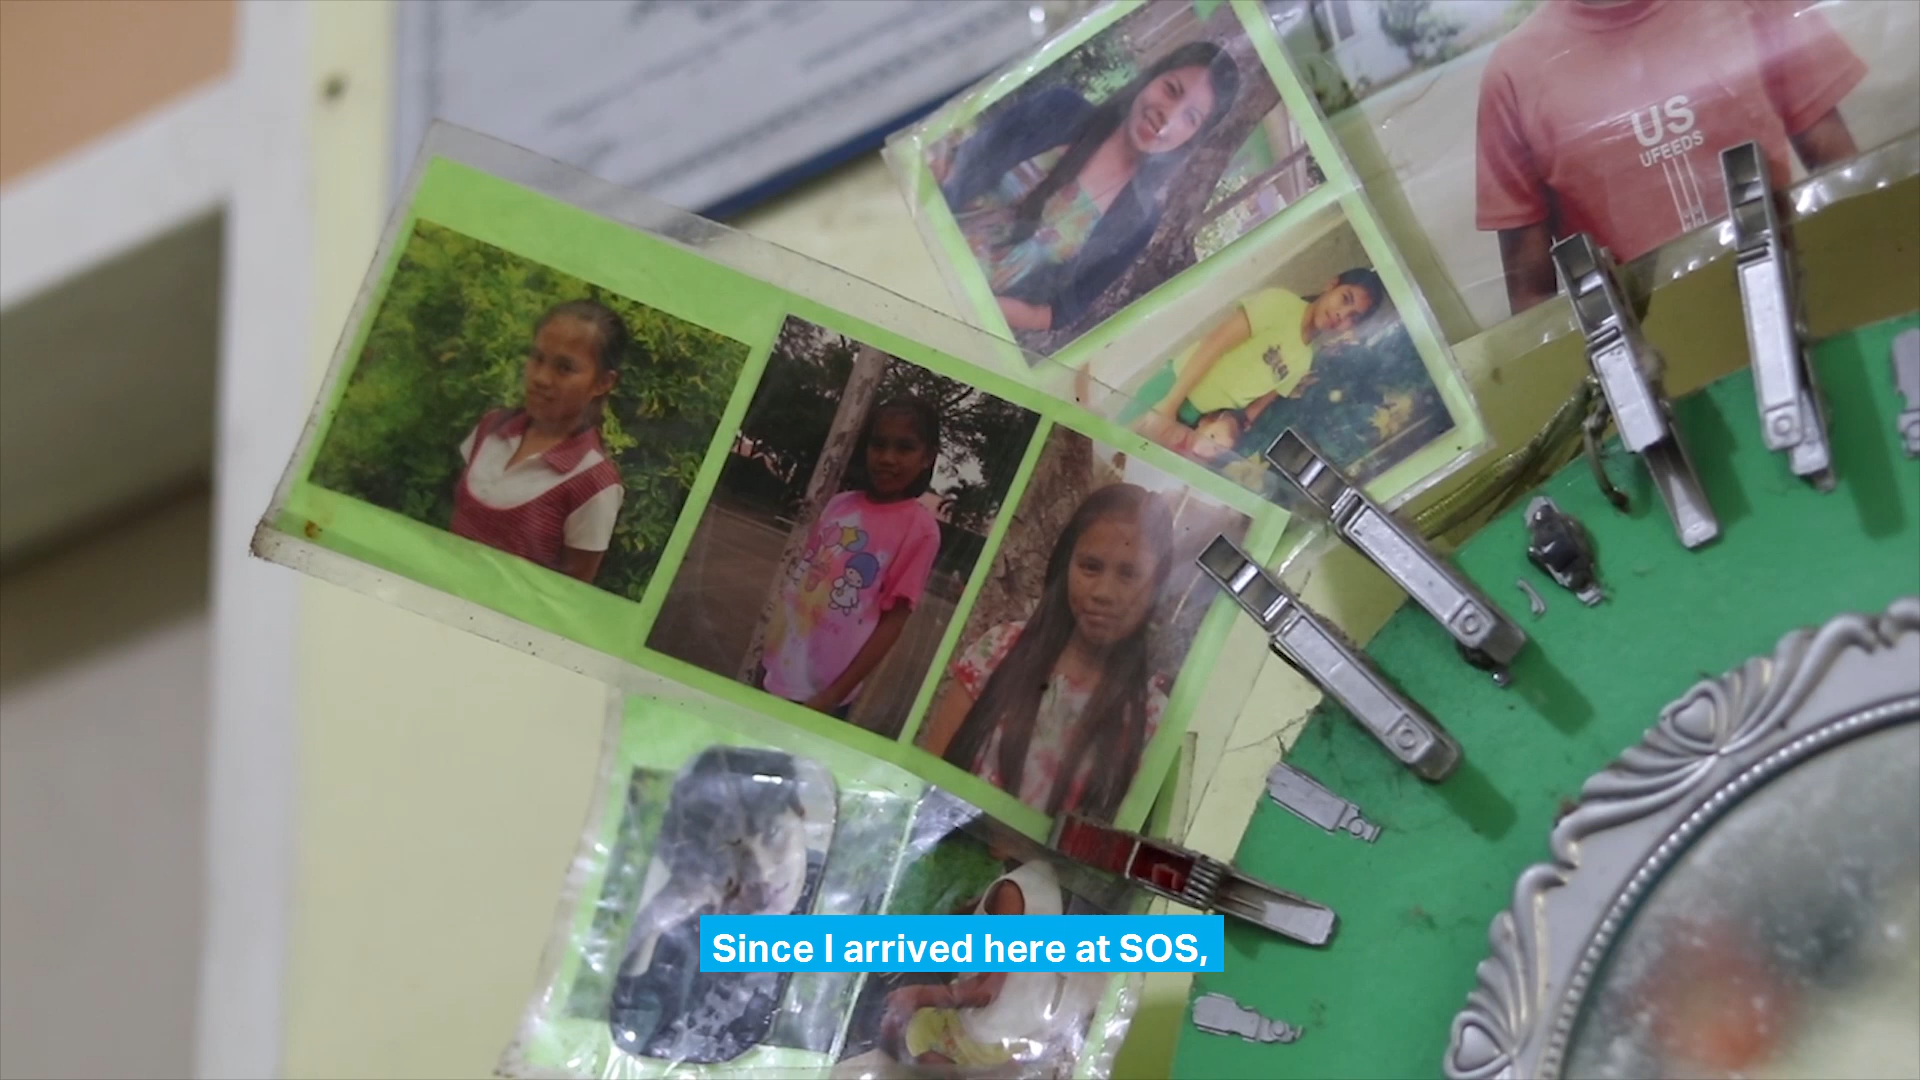 US
UFEEDS
Since I arrived here at SOS,